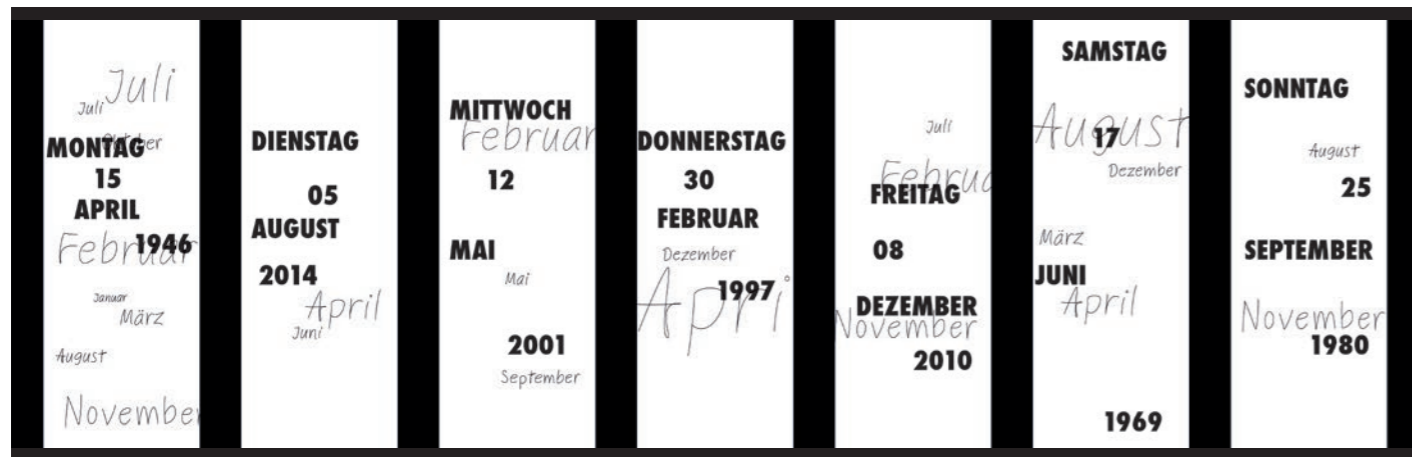 Juli
Juli
Oktober
MONTAG
15
APRIL
Februar
1946
Januar
März
August
November
DIENSTAG
05
AUGUST
2014
April
Juni
MITTWOCH
Februar
12
MAI
Mai
2001
September
DONNERSTAG
30
FEBRUAR
Dezember
April
1997
Juli
Februa
FREITAG
08
DEZEMBER
November
2010
SAMSTAG
August
17
Dezember
März
JUNI
April
1969
SONNTAG
August
25
SEPTEMBER
November
1980